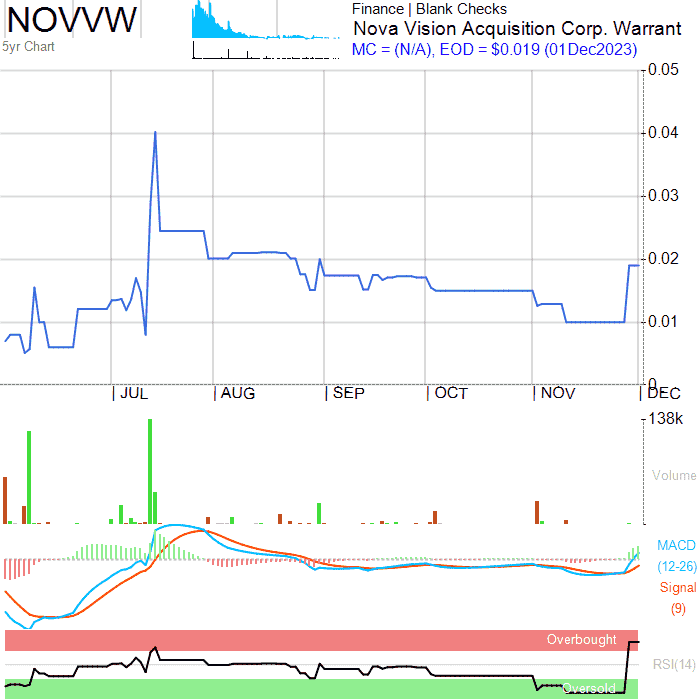 NOVVW
5yr Chart
Finance | Blank Checks
Nova Vision Acquisition Corp. Warrant
MC = (N/A), EOD = $0.019 (01Dec2023)
0.05
0.04
0.03
0.02
0.01
0
JUL
AUG
SEP
OCT
NOV
DEC
138k
Volume
MACD
(12-26)
Signal
(9)
Overbought
RSI(14)
Oversold